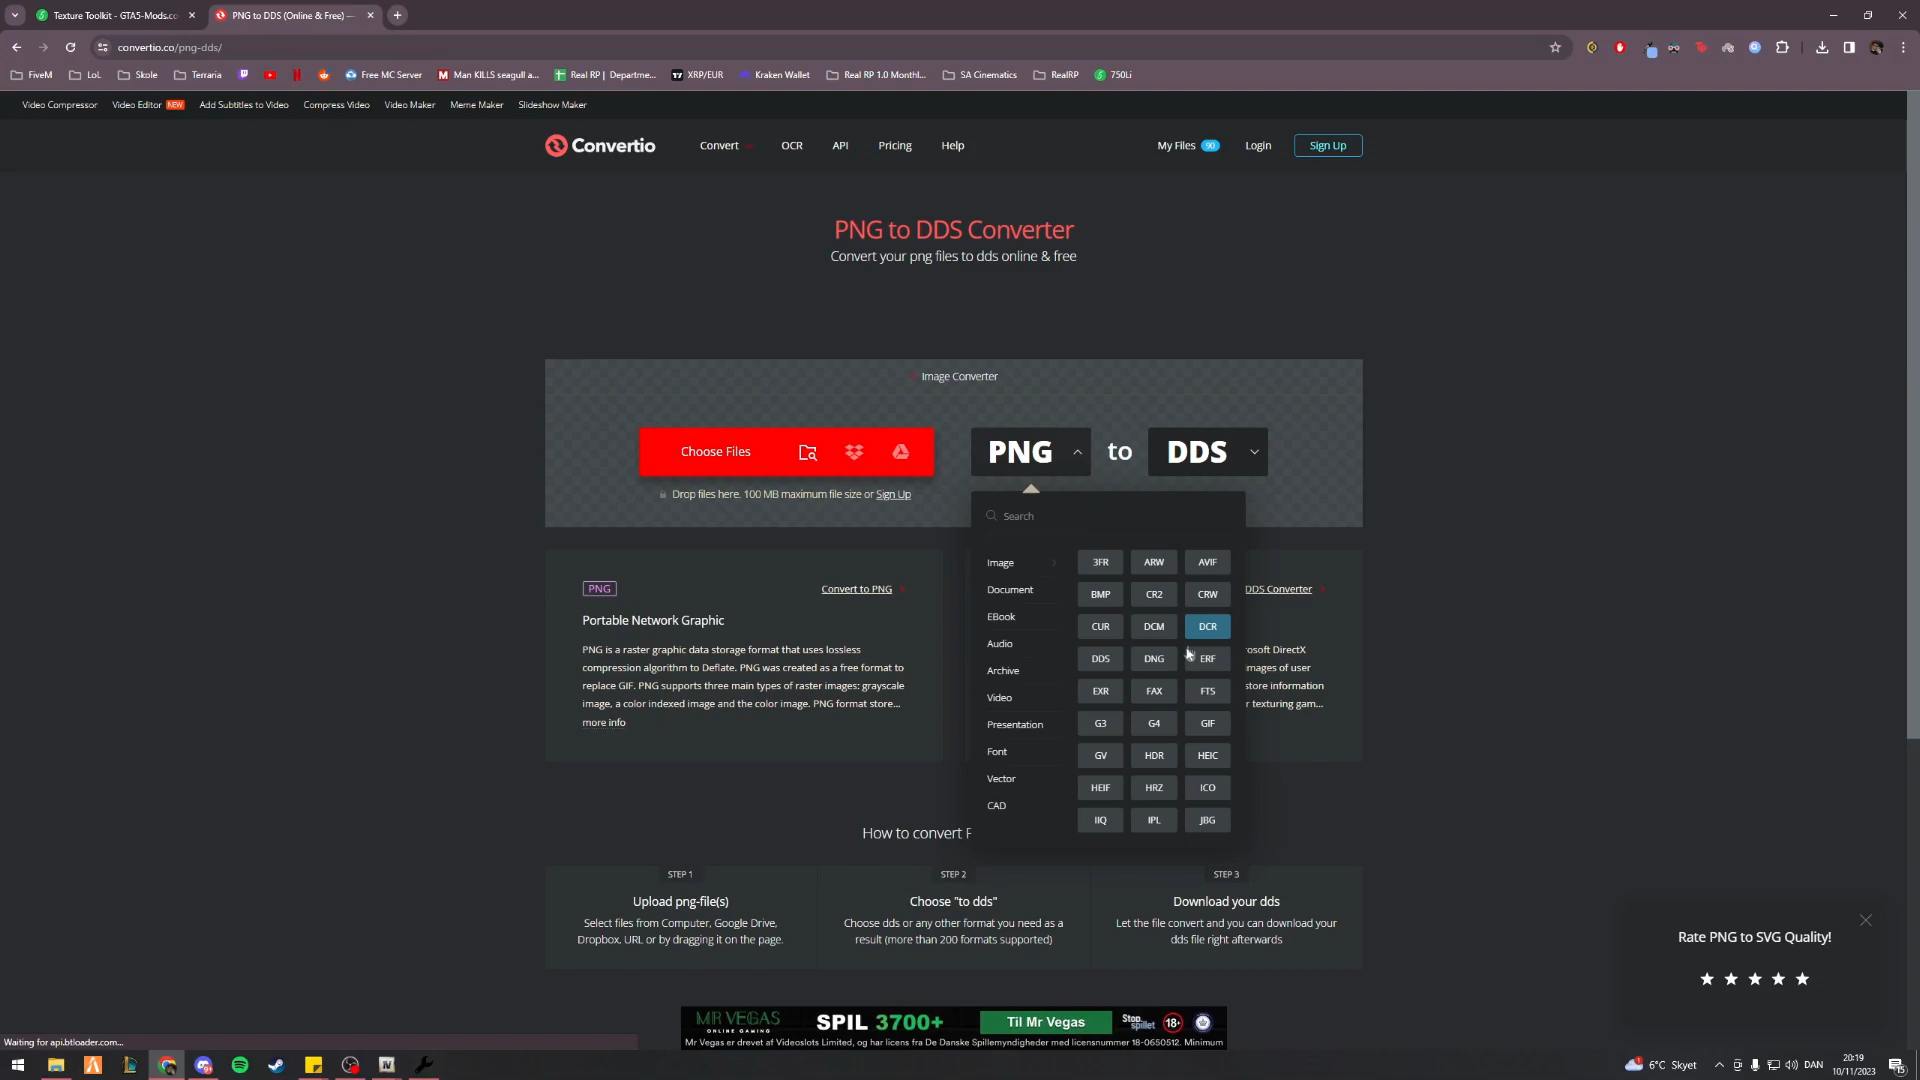 Texture Toolkit - GTA5-Mods.co
PNG to DDS (Online & Free) —
convertio.co/png-dds/
FiveM
LoL
Skole
Terraria
Free MC Server
Man KILLS seagull a...
Real RP | Departme...
XRP/EUR
Kraken Wallet
Real RP 1.0 Monthl...
SA Cinematics
RealRP
750Li
Video Compressor
Video Editor NEW
Add Subtitles to Video
Compress Video
Video Maker
Meme Maker
Slideshow Maker
Convertio
Convert
OCR
API
Pricing
Help
My Files 90
Login
Sign Up
PNG to DDS Converter
Convert your png files to dds online & free
Image Converter
Choose Files
PNG to DDS
Drop files here. 100 MB maximum file size or Sign Up
Search
Image
Document
EBook
Audio
Archive
Video
Presentation
Font
Vector
CAD
3FR ARW AVIF
BMP CR2 CRW
CUR DCM DCR
DDS DNG ERF
EXR FAX FTS
G3 G4 GIF
GV HDR HEIC
HEIF HRZ ICO
IIQ IPL JBG
PNG
Convert to PNG
Portable Network Graphic
PNG is a raster graphic data storage format that uses lossless
compression algorithm to Deflate. PNG was created as a free format to
replace GIF. PNG supports three main types of raster images: grayscale
image, a color indexed image and the color image. PNG format store...
more info
DDS Converter
rosoft DirectX
images of user
store information
r texturing gam...
How to convert P
STEP 1
Upload png-file(s)
Select files from Computer, Google Drive,
Dropbox, URL or by dragging it on the page.
STEP 2
Choose "to dds"
Choose dds or any other format you need as a
result (more than 200 formats supported)
STEP 3
Download your dds
Let the file convert and you can download your
dds file right afterwards
Rate PNG to SVG Quality!
MR VEGAS
ONLINE GAMING
SPIL 3700+
Til Mr Vegas
Stop
spillet
18+
Mr Vegas er drevet af Videoslots Limited, og har licens fra De Danske Spillemyndigheder med licensnummer 18-0650512. Minimum
Waiting for api.btloader.com...
6°C Skyet
DAN
20:19
10/11/2023
15